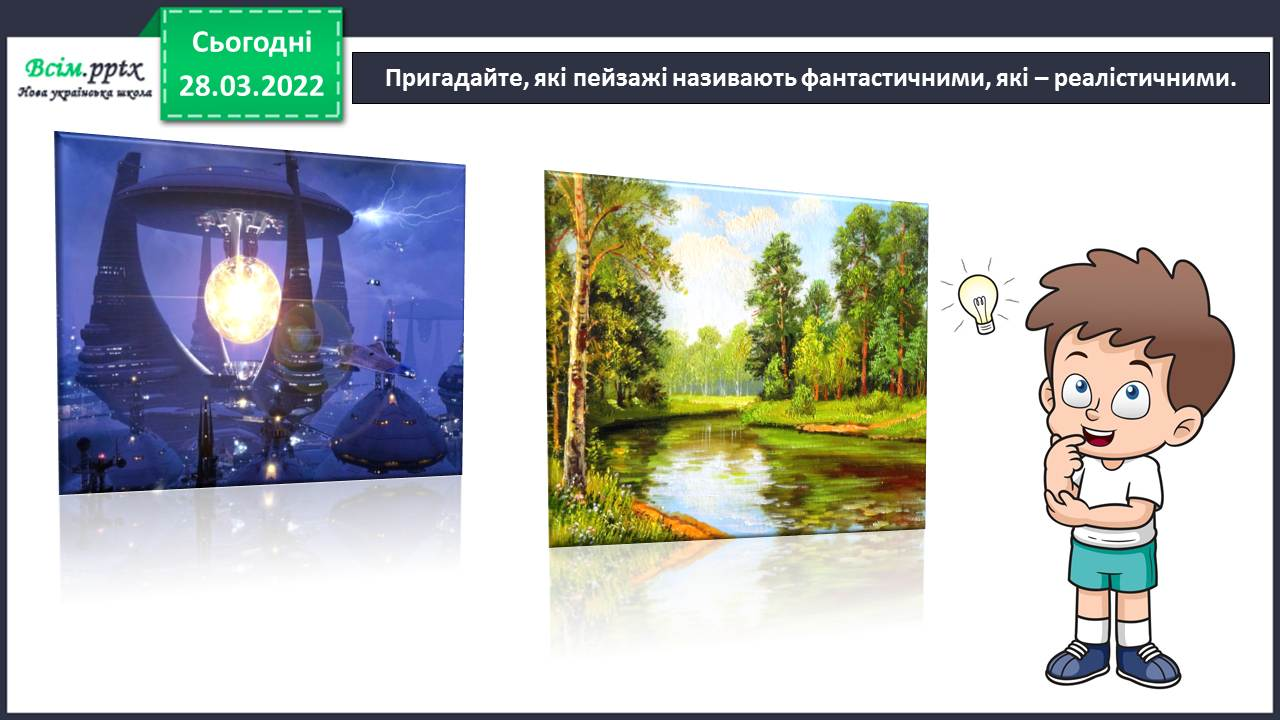 Сьогодні
28.03.2022
Всім.pptx
Нова українська школа
Пригадайте, які пейзажі називають фантастичними, які – реалістичними.